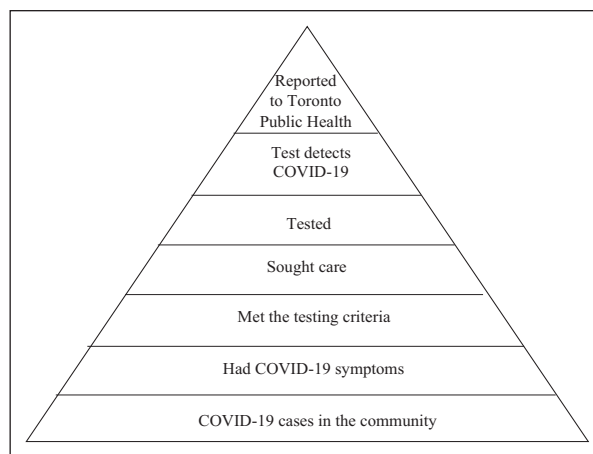 Reported
to Toronto
Public Health
Test detects
COVID-19
Tested
Sought care
Met the testing criteria
Had COVID-19 symptoms
COVID-19 cases in the community